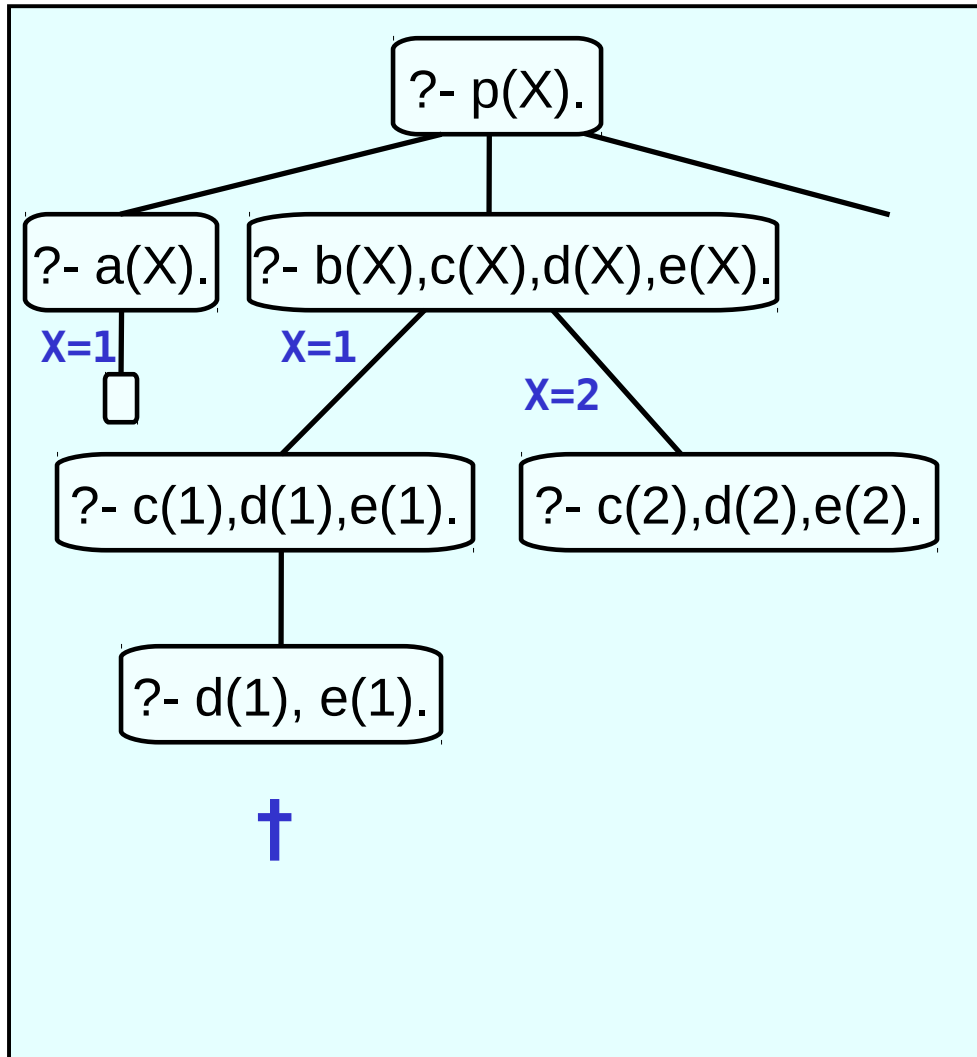 ?- p(X).
?- a(X).
?- b(X),c(X),d(X),e(X).
X=1
X=1
X=2
?- c(1),d(1),e(1).
?- c(2),d(2),e(2).
?- d(1), e(1).
†